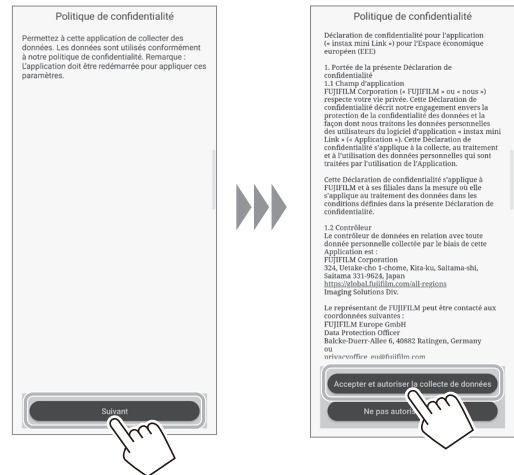 Politique de confidentialité
Permettez à cette application de collecter des
données. Les données sont utilisés conformément
à notre politique de confidentialité. Remarque :
L'application doit être redémarrée pour appliquer ces
paramètres.
Suivant
Politique de confidentialité
Déclaration de confidentialité pour l'application
(« instax mini Link ») pour l'Espace économique
européen (EEE)
1. Portée de la présente Déclaration de
confidentialité
1.1 Champ d'application
FUJIFILM Corporation (« FUJIFILM » ou « nous »)
respecte votre vie privée. Cette Déclaration de
confidentialité décrit notre engagement envers la
protection de la confidentialité des données et la
façon dont nous traitons les données personnelles
des utilisateurs du logiciel d'application « instax mini
Link » (« Application »). Cette Déclaration de
confidentialité s'applique à la collecte, au traitement
et à l'utilisation des données personnelles qui sont
traitées par l'utilisation de l'Application.
Cette Déclaration de confidentialité s'applique à
FUJIFILM et à ses filiales dans la mesure où elle
s'applique au traitement des données dans les
conditions définies dans la présente Déclaration de
confidentialité.
1.2 Contrôleur
Le contrôleur de données en relation avec toute
donnée personnelle collectée par le biais de cette
Application est :
FUJIFILM Corporation
324, Uetake-cho 1-chome, Kita-ku, Saitama-shi,
Saitama 331-9624, Japan
https://global.fujifilm.com/all-regions
Imaging Solutions Div.
Le représentant de FUJIFILM peut être contacté aux
coordonnées suivantes :
FUJIFILM Europe GmbH
Data Protection Officer
Balcke-Duerr-Allee 6, 40882 Ratingen, Germany
ou
privacyoffice_eu@fujifilm.com
Accepter et autoriser la collecte de données
Ne pas